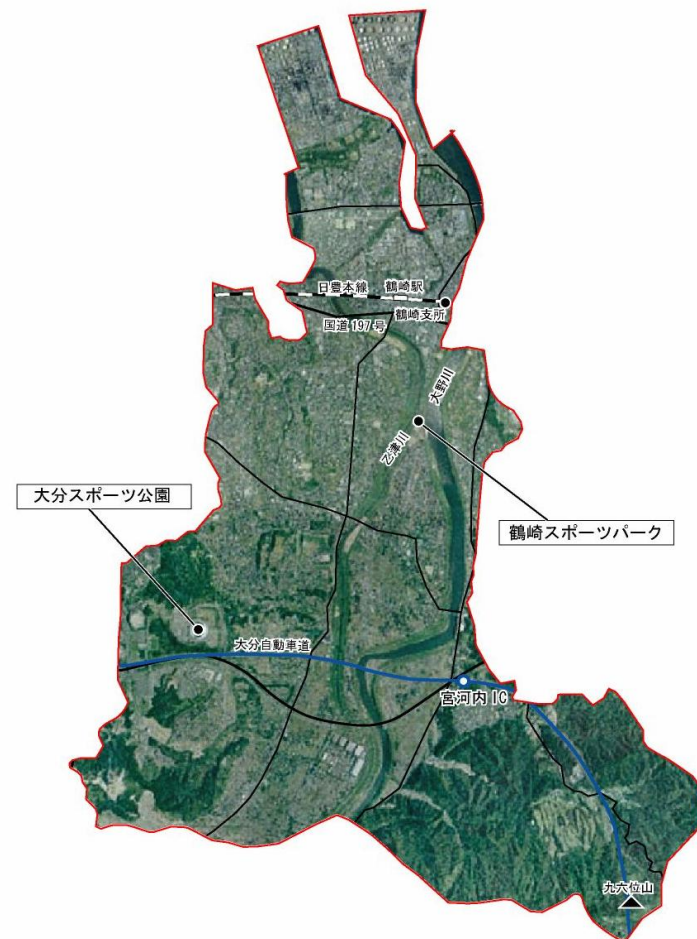 日豊本線 鶴崎駅
鶴崎支所
国道197号
大野川
乙津川
大分スポーツ公園
鶴崎スポーツパーク
大分自動車道
宮河内IC
九六位山